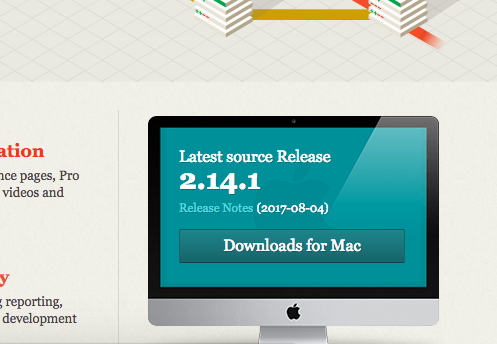 ation
nce pages, Pro
videos and
y
g reporting,
development
Latest source Release
2.14.1
Release Notes (2017-08-04)
Downloads for Mac